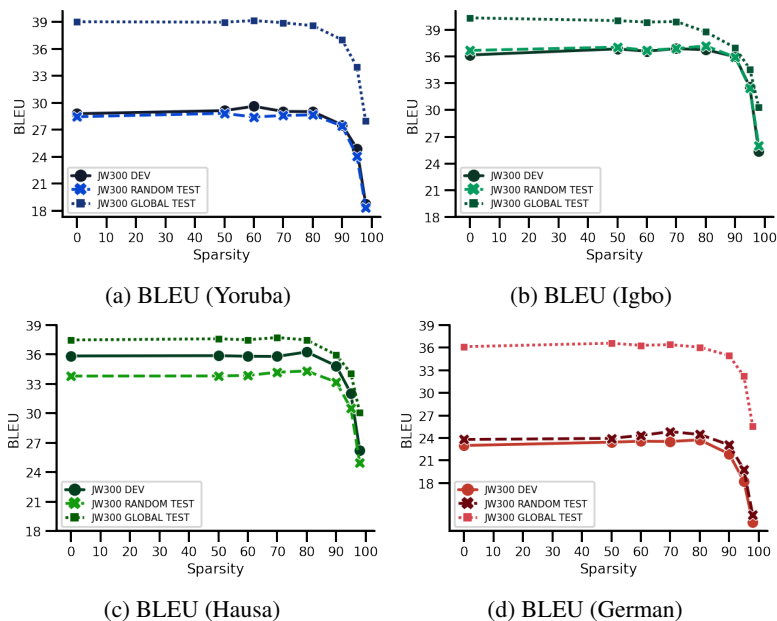 39
36
33
30
27
24
21
18
BLEU
JW300 DEV
JW300 RANDOM TEST
JW300 GLOBAL TEST
0 10 20 30 40 50 60 70 80 90 100
Sparsity
(a) BLEU (Yoruba)
39
36
33
30
27
24
21
18
BLEU
JW300 DEV
JW300 RANDOM TEST
JW300 GLOBAL TEST
0 10 20 30 40 50 60 70 80 90 100
Sparsity
(b) BLEU (Igbo)
39
36
33
30
27
24
21
18
BLEU
JW300 DEV
JW300 RANDOM TEST
JW300 GLOBAL TEST
0 10 20 30 40 50 60 70 80 90 100
Sparsity
(c) BLEU (Hausa)
39
36
33
30
27
24
21
18
BLEU
JW300 DEV
JW300 RANDOM TEST
JW300 GLOBAL TEST
0 10 20 30 40 50 60 70 80 90 100
Sparsity
(d) BLEU (German)